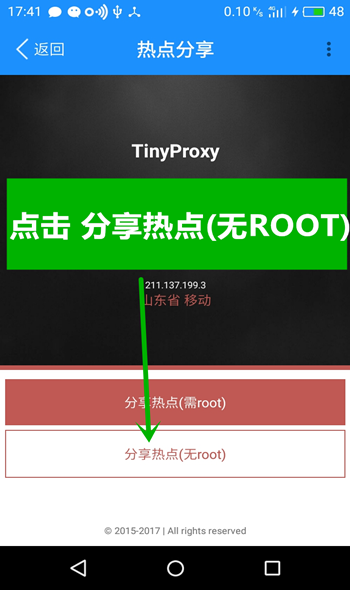 17:41 0.10 K/s 4G 48
返回 热点分享
TinyProxy
点击 分享热点(无ROOT)
211.137.199.3
山东省 移动
分享热点(需root)
分享热点(无root)
© 2015-2017 | All rights reserved